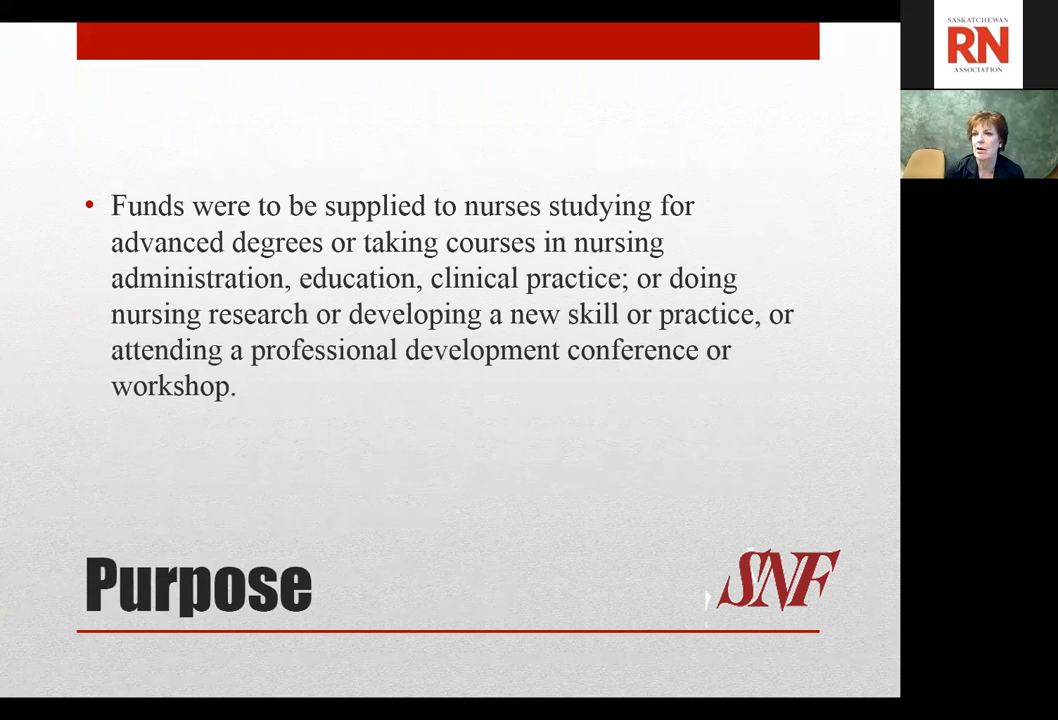 SASKATCHEWAN
RN
ASSOCIATION
• Funds were to be supplied to nurses studying for
advanced degrees or taking courses in nursing
administration, education, clinical practice; or doing
nursing research or developing a new skill or practice, or
attending a professional development conference or
workshop.
Purpose
SNF